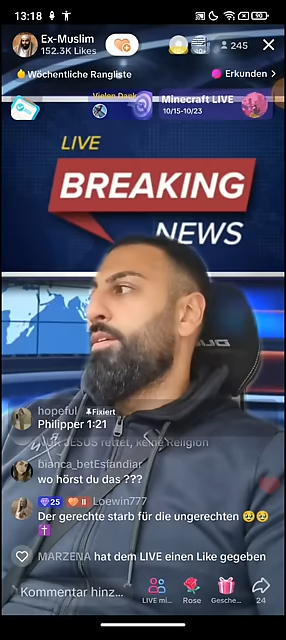 13:18
90
Ex-Muslim
152.3K Likes
245
Wöchentliche Rangliste
Erkunden >
Vielen Dank
Minecraft LIVE
10/15-10/23
LIVE
BREAKING
NEWS
hopeful Fixiert
Philipper 1:21
JESUS rettet, keine Religion
bianca_betEsfandiar
wo hörst du das ???
25 II Loewin777
Der gerechte starb für die ungerechten 🥹🥹
✝️
MARZENA hat dem LIVE einen Like gegeben
Kommentar hinz...
LIVE mi...
Rose
Gesche...
24